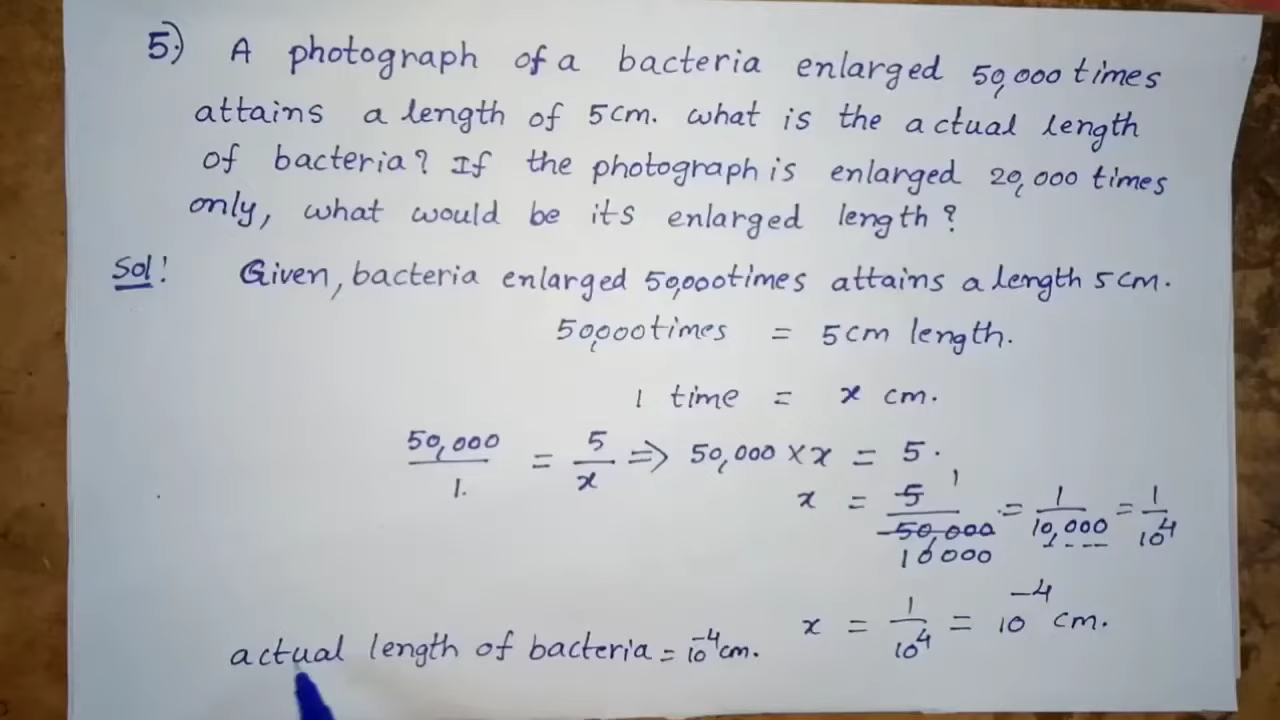 5.) A photograph of a bacteria enlarged 50,000 times
attains a length of 5cm. what is the actual length
of bacteria? If the photograph is enlarged 20,000 times
only, what would be its enlarged length?
Sol! Given, bacteria enlarged 50,000times attains a length 5cm.
50,000times = 5cm length.
1 time = x cm.
50,000/1. = 5/x => 50,000 × x = 5.
x = 5/50,000 1 10000 = 1/10,000 = 1/10^4
x = 1/10^4 = 10^-4 cm.
actual length of bacteria = 10^-4 cm.